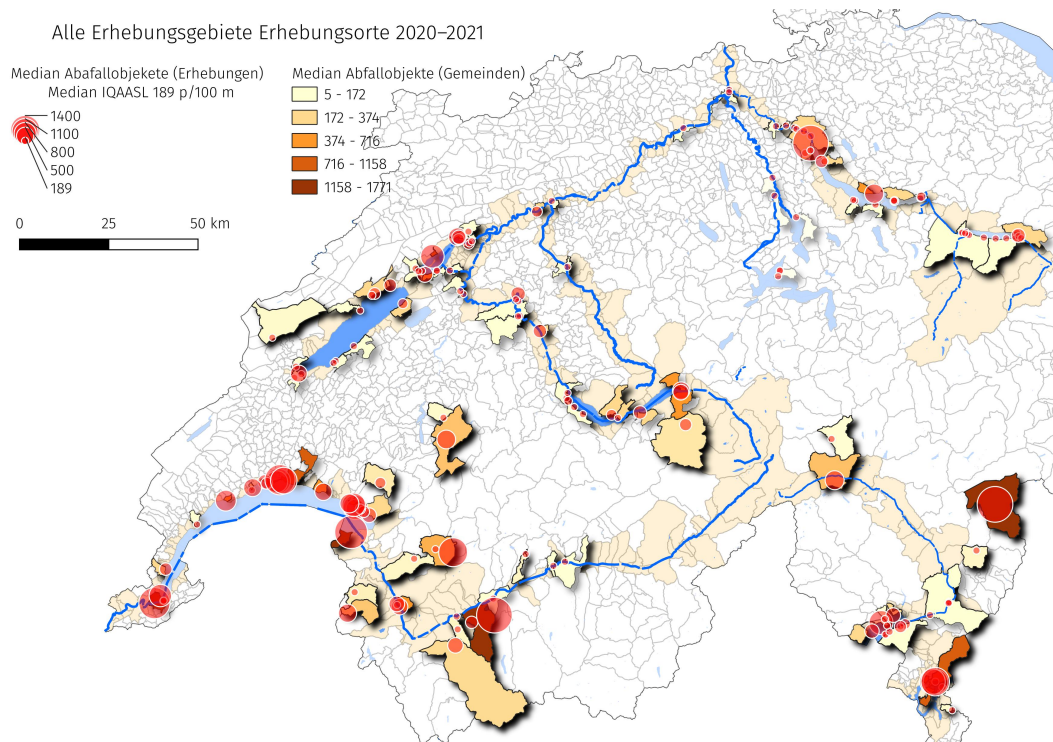 Alle Erhebungsgebiete Erhebungsorte 2020–2021
Median Abafallobjekete (Erhebungen)
Median IQAASL 189 p/100 m
1400
1100
800
500
189
Median Abfallobjekte (Gemeinden)
5 - 172
172 - 374
374 - 716
716 - 1158
1158 - 1771
0 25 50 km